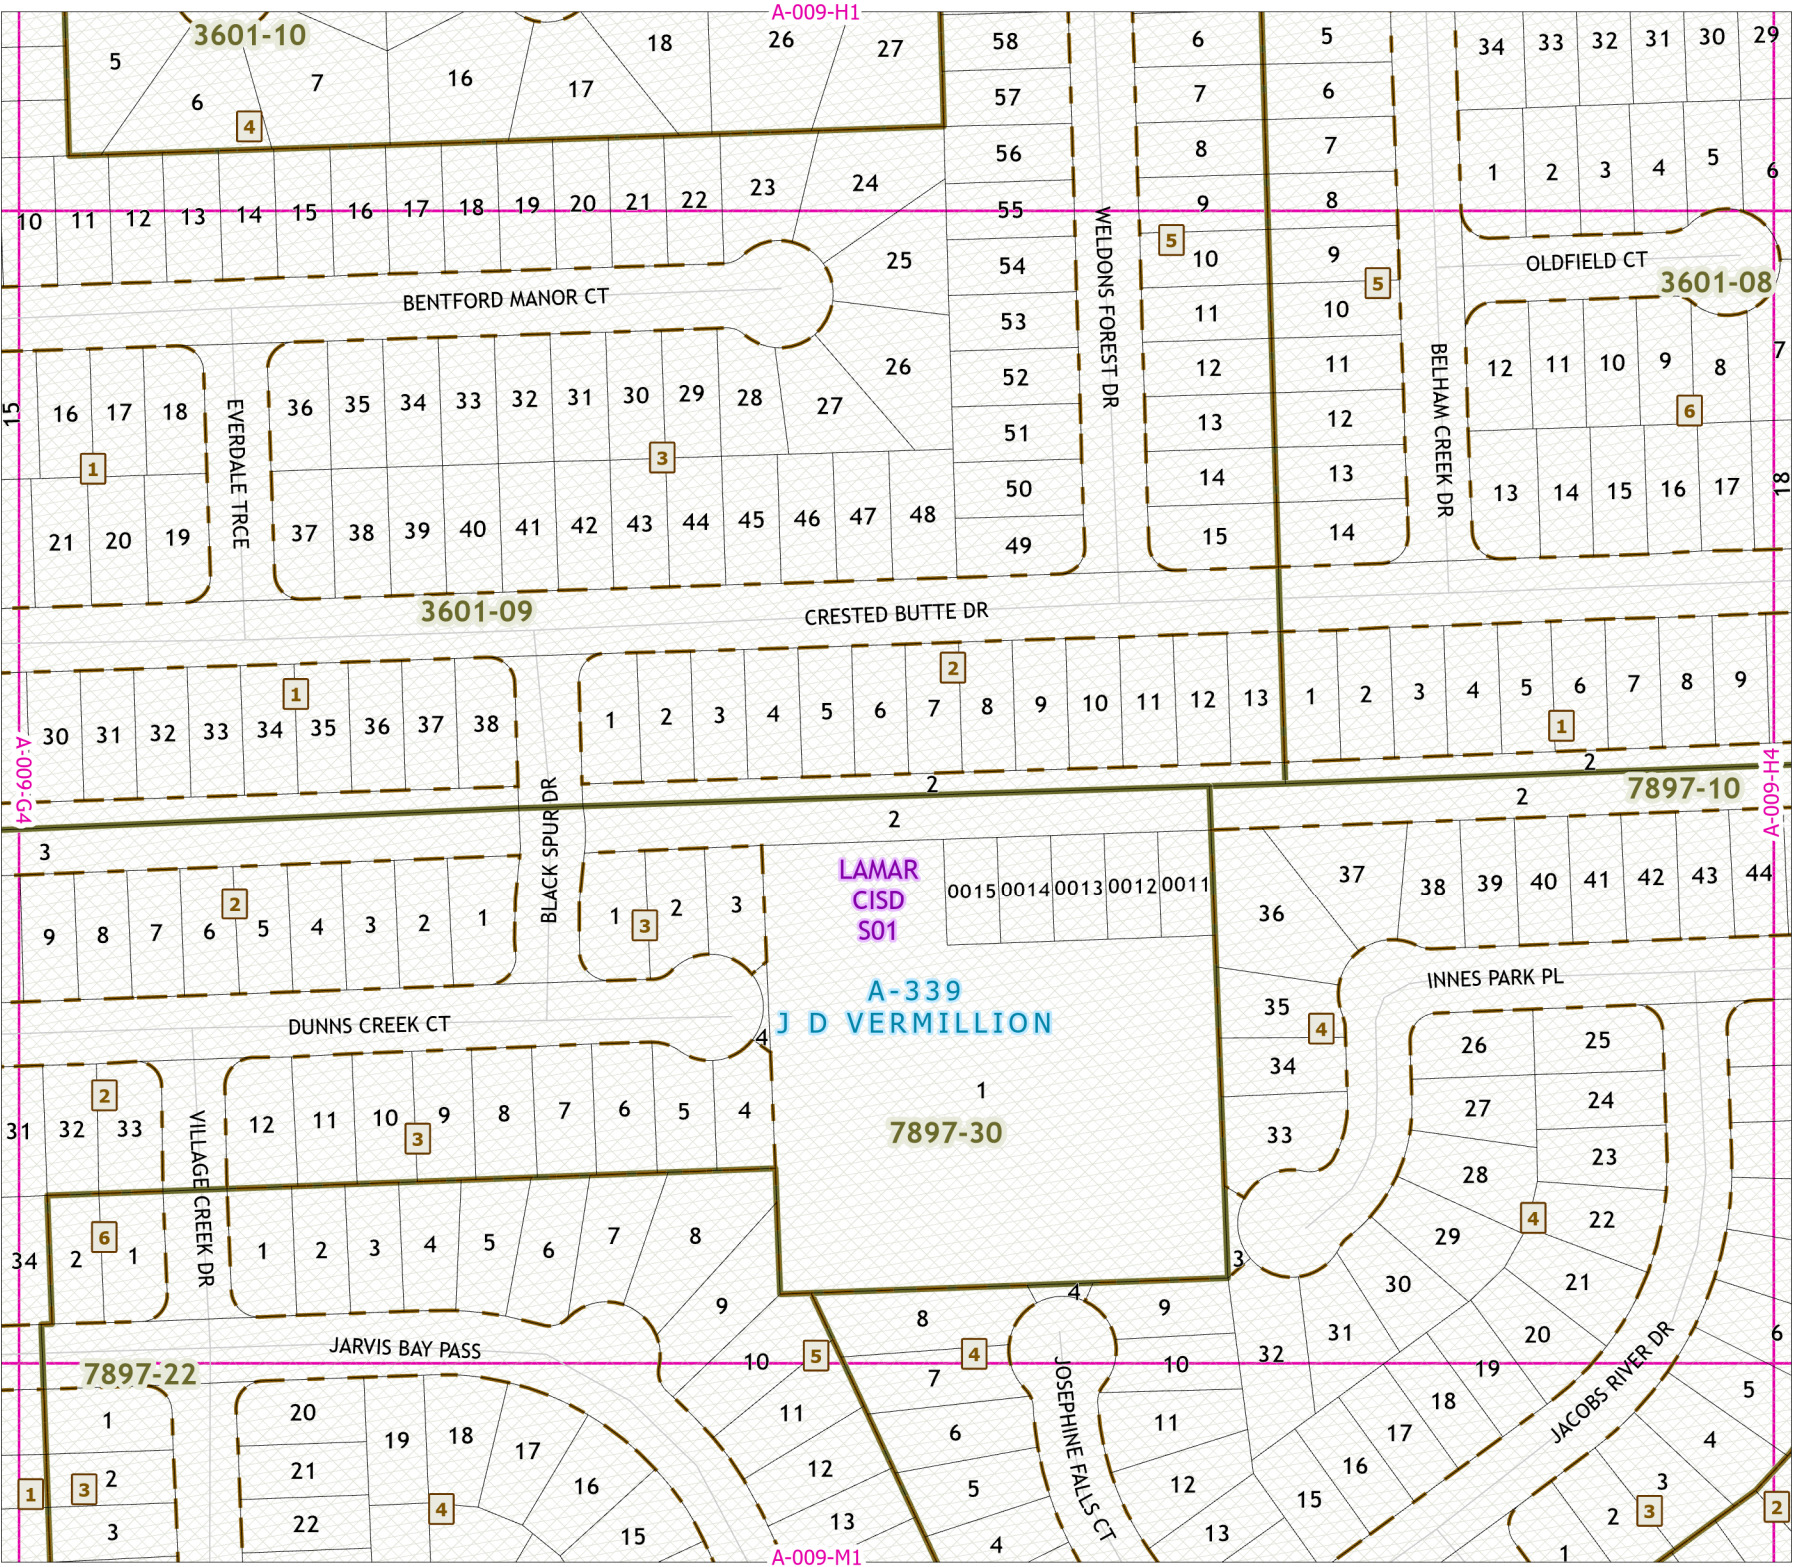 A-009-H1
3601-10
5 6 7 16 17 18 26 27
4
58 57 56 55 54 53 52 51 50 49
6 7 8 9 10 11 12 13 14 15
5
5 6 7 8 9 10 11 12 13 14
5
34 33 32 31 30 29
1 2 3 4 5 6
10 11 12 13 14 15 16 17 18 19 20 21 22 23 24
25
26
WELDONS FOREST DR
OLDFIELD CT
3601-08
BENTFORD MANOR CT
BELHAM CREEK DR
12 11 10 9 8 7
6
13 14 15 16 17 18
15 16 17 18
1
21 20 19
EVERDALE TRCE
36 35 34 33 32 31 30 29 28 27
3
37 38 39 40 41 42 43 44 45 46 47 48
3601-09
CRESTED BUTTE DR
1
30 31 32 33 34 35 36 37 38
2
1 2 3 4 5 6 7 8 9 10 11 12 13
1 2 3 4 5 6 7 8 9
1
A-009-G4
A-009-H4
2
2
7897-10
2
2
3
BLACK SPUR DR
LAMAR
CISD
S01
0015 0014 0013 0012 0011
2
9 8 7 6 5 4 3 2 1
1 2 3
3
37 38 39 40 41 42 43 44
36
35
34
33
4
INNES PARK PL
A-339
J D VERMILLION
DUNNS CREEK CT
4
1
7897-30
26 25
27 24
28 23
29 22
4
30 21
31 20
32 19
18
17
16
15
2
31 32 33
VILLAGE CREEK DR
12 11 10 9 8 7 6 5 4
3
34 2 1
6
1 2 3 4 5 6 7 8
9
10
5
11
12
13
3
4
8 9
7 10
4
6 11
5 12
4 13
JOSEPHINE FALLS CT
JARVIS BAY PASS
7897-22
JACOBS RIVER DR
6
5
4
3
2
1
3
2
1
3
1
2
3
20
21
22
19 18 17 16 15
4
A-009-M1